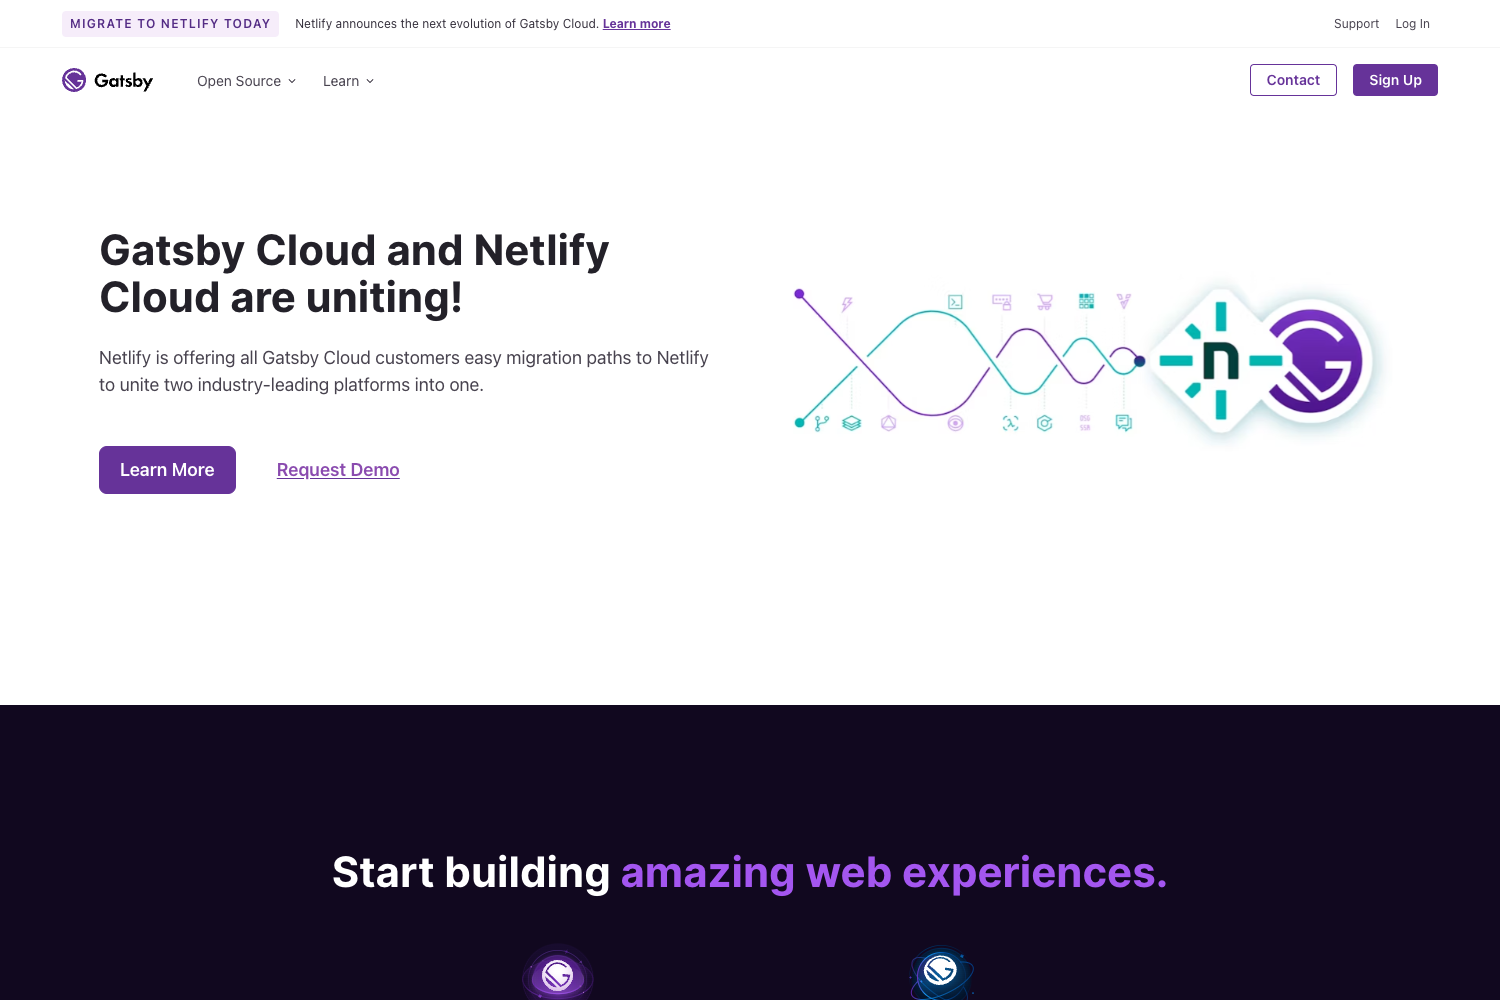 MIGRATE TO NETLIFY TODAY
Netlify announces the next evolution of Gatsby Cloud. Learn more
Support
Log In
Gatsby
Open Source
Learn
Contact
Sign Up
Gatsby Cloud and Netlify
Cloud are uniting!
Netlify is offering all Gatsby Cloud customers easy migration paths to Netlify
to unite two industry-leading platforms into one.
Learn More
Request Demo
n
Start building amazing web experiences.